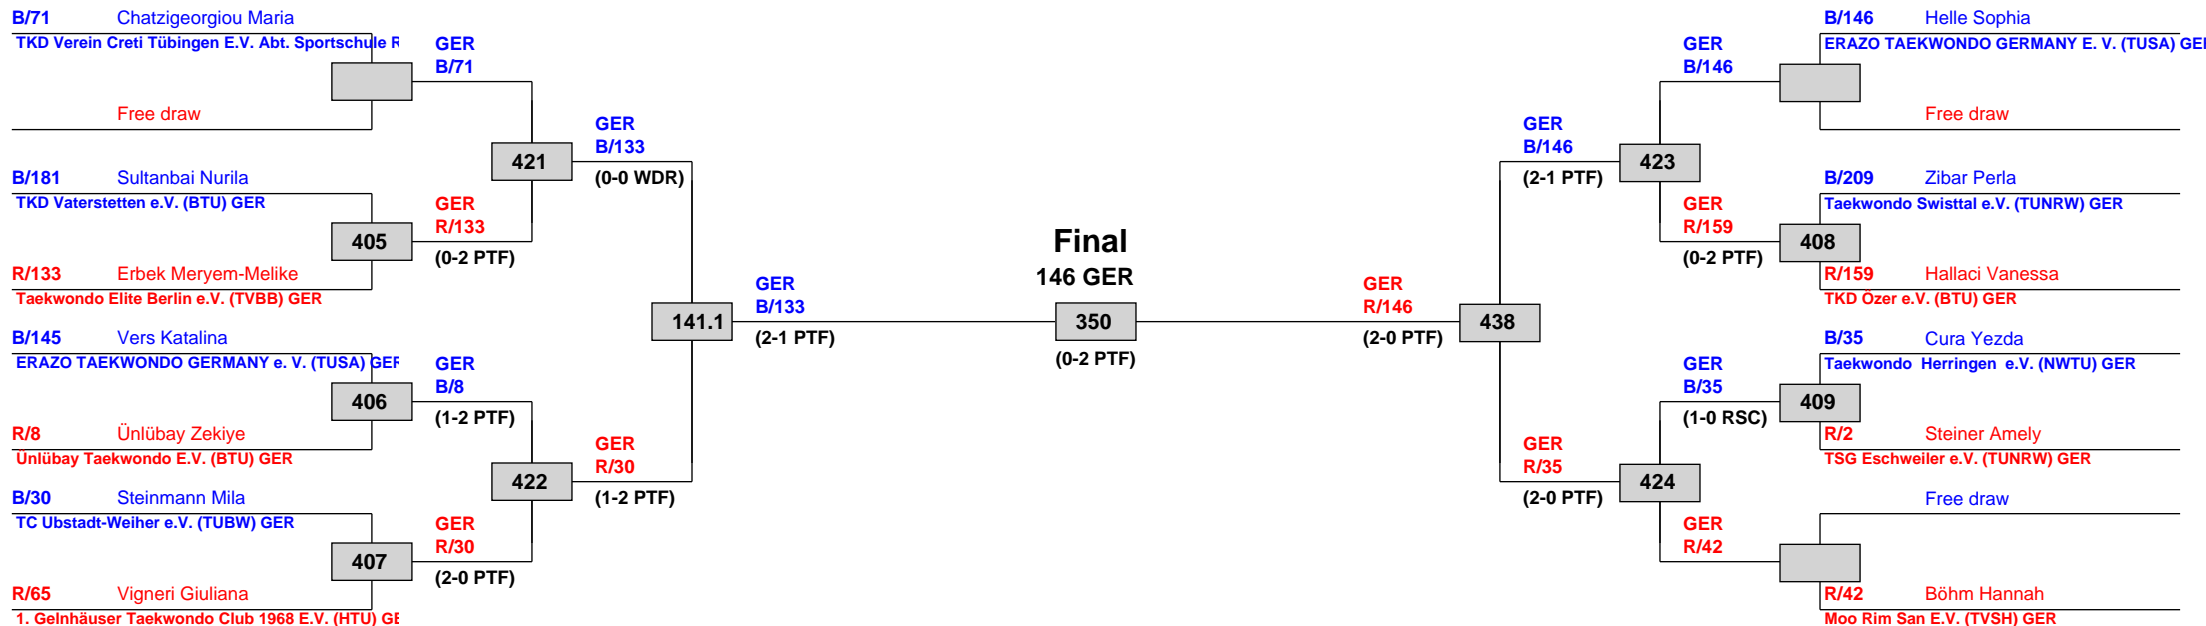 B/71 Chatzigeorgiou Maria
TKD Verein Creti Tübingen E.V. Abt. Sportschule R
Free draw
B/181 Sultanbai Nurila
TKD Vaterstetten e.V. (BTU) GER
405
R/133 Erbek Meryem-Melike
Taekwondo Elite Berlin e.V. (TVBB) GER
B/145 Vers Katalina
ERAZO TAEKWONDO GERMANY e. V. (TUSA) GER
406
R/8 Ünlübay Zekiye
Ünlübay Taekwondo E.V. (BTU) GER
B/30 Steinmann Mila
TC Ubstadt-Weiher e.V. (TUBW) GER
407
R/65 Vigneri Giuliana
1. Gelnhäuser Taekwondo Club 1968 E.V. (HTU) GE
GER
B/71
421
GER
R/133
(0-2 PTF)
GER
B/8
(1-2 PTF)
422
GER
R/30
(2-0 PTF)
GER
B/133
(0-0 WDR)
141.1
GER
R/30
(1-2 PTF)
GER
B/133
(2-1 PTF)
Final
146 GER
350
(0-2 PTF)
GER
R/146
(2-0 PTF)
438
GER
B/146
(2-1 PTF)
GER
R/35
(2-0 PTF)
GER
B/146
423
GER
R/159
(0-2 PTF)
GER
B/35
(1-0 RSC)
424
GER
R/42
B/146 Helle Sophia
ERAZO TAEKWONDO GERMANY E. V. (TUSA) GER
Free draw
B/209 Zibar Perla
Taekwondo Swisttal e.V. (TUNRW) GER
408
R/159 Hallaci Vanessa
TKD Özer e.V. (BTU) GER
B/35 Cura Yezda
Taekwondo Herringen e.V. (NWTU) GER
409
R/2 Steiner Amely
TSG Eschweiler e.V. (TUNRW) GER
Free draw
R/42 Böhm Hannah
Moo Rim San E.V. (TVSH) GER